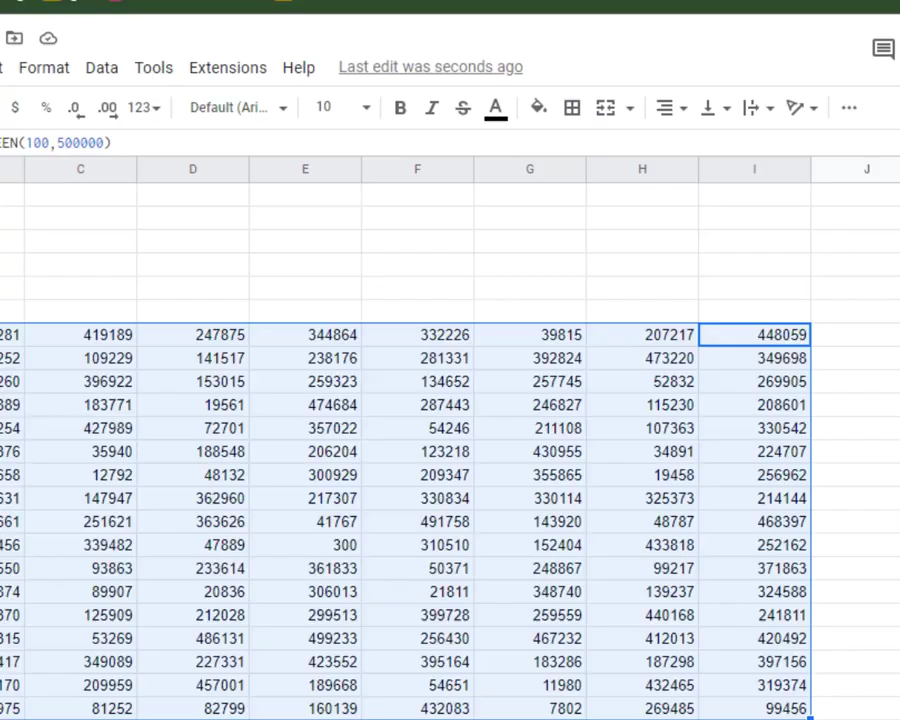 Format Data Tools Extensions Help Last edit was seconds ago
$ % .0 .00 123 Default (Ari... 10 B I S A
EEN(100,500000)
C D E F G H I J
281 419189 247875 344864 332226 39815 207217 448059
252 109229 141517 238176 281331 392824 473220 349698
260 396922 153015 259323 134652 257745 52832 269905
389 183771 19561 474684 287443 246827 115230 208601
254 427989 72701 357022 54246 211108 107363 330542
376 35940 188548 206204 123218 430955 34891 224707
658 12792 48132 300929 209347 355865 19458 256962
631 147947 362960 217307 330834 330114 325373 214144
661 251621 363626 41767 491758 143920 48787 468397
456 339482 47889 300 310510 152404 433818 252162
550 93863 233614 361833 50371 248867 99217 371863
374 89907 20836 306013 21811 348740 139237 324588
370 125909 212028 299513 399728 259559 440168 241811
315 53269 486131 499233 256430 467232 412013 420492
417 349089 227331 423552 395164 183286 187298 397156
170 209959 457001 189668 54651 11980 432465 319374
975 81252 82799 160139 432083 7802 269485 99456